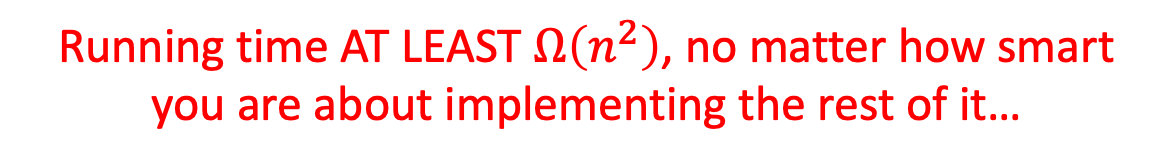 Running time AT LEAST Ω(n²), no matter how smart
you are about implementing the rest of it...